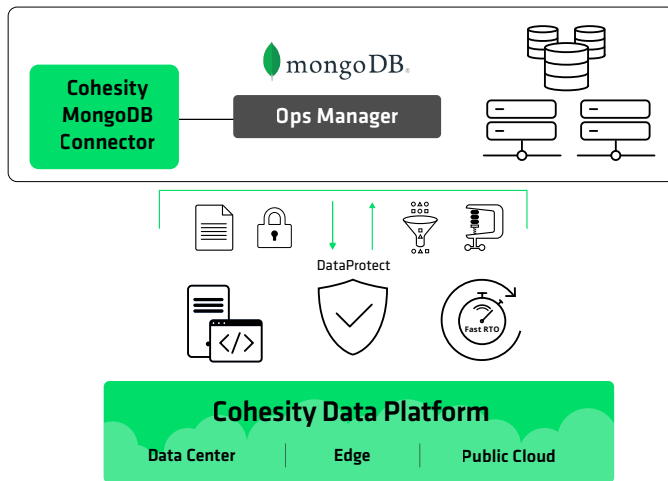 mongoDB®
Cohesity
MongoDB
Connector
Ops Manager
DataProtect
</>
Fast RTO
Cohesity Data Platform
Data Center
Edge
Public Cloud